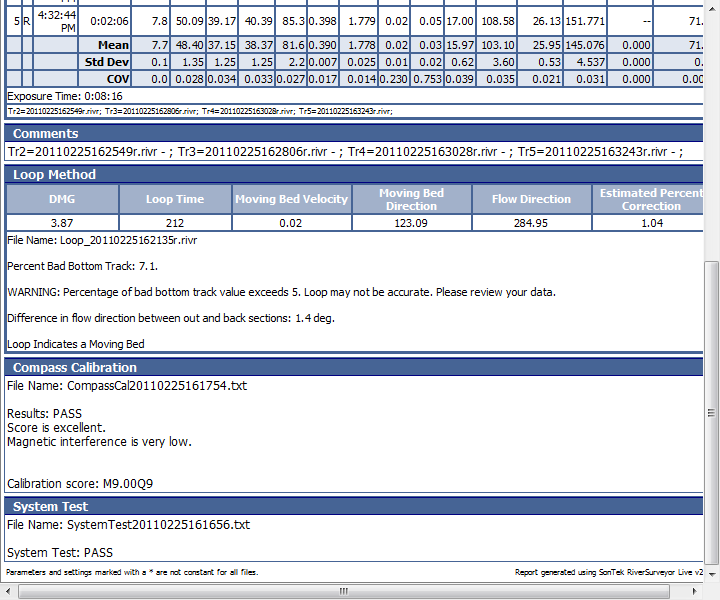 5 R 4:32:44 PM 0:02:06 7.8 50.09 39.17 40.39 85.3 0.398 1.779 0.02 0.05 17.00 108.58 26.13 151.771 -- 71.
Mean 7.7 48.40 37.15 38.37 81.6 0.390 1.778 0.02 0.03 15.97 103.10 25.95 145.076 0.000 71.
Std Dev 0.1 1.35 1.25 1.25 2.2 0.007 0.025 0.01 0.02 0.62 3.60 0.53 4.537 0.000 0.
COV 0.0 0.028 0.034 0.033 0.027 0.017 0.014 0.230 0.753 0.039 0.035 0.021 0.031 0.000 0.00
Exposure Time: 0:08:16
Tr2=20110225162549r.rivr; Tr3=20110225162806r.rivr; Tr4=20110225163028r.rivr; Tr5=20110225163243r.rivr;
Comments
Tr2=20110225162549r.rivr - ; Tr3=20110225162806r.rivr - ; Tr4=20110225163028r.rivr - ; Tr5=20110225163243r.rivr - ;
Loop Method
DMG Loop Time Moving Bed Velocity Moving Bed Direction Flow Direction Estimated Percent Correction
3.87 212 0.02 123.09 284.95 1.04
File Name: Loop_20110225162135r.rivr
Percent Bad Bottom Track: 7.1.
WARNING: Percentage of bad bottom track value exceeds 5. Loop may not be accurate. Please review your data.
Difference in flow direction between out and back sections: 1.4 deg.
Loop Indicates a Moving Bed
Compass Calibration
File Name: CompassCal20110225161754.txt
Results: PASS
Score is excellent.
Magnetic interference is very low.
Calibration score: M9.00Q9
System Test
File Name: SystemTest20110225161656.txt
System Test: PASS
Parameters and settings marked with a * are not constant for all files. Report generated using SonTek RiverSurveyor Live v2